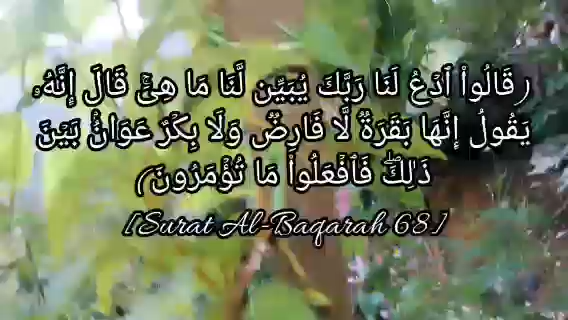 (قَالُوا۟ ٱدۡعُ لَنَا رَبَّكَ يُبَيِّن لَّنَا مَا هِیَۚ قَالَ إِنَّهُۥ
يَقُولُ إِنَّهَا بَقَرَةࣱ لَّا فَارِضࣱ وَلَا بِكۡرٌ عَوَانُۢ بَيۡنَ
ذَ ٰ⁠لِكَۖ فَٱفۡعَلُوا۟ مَا تُؤۡمَرُونَ)
[Surat Al-Baqarah 68]